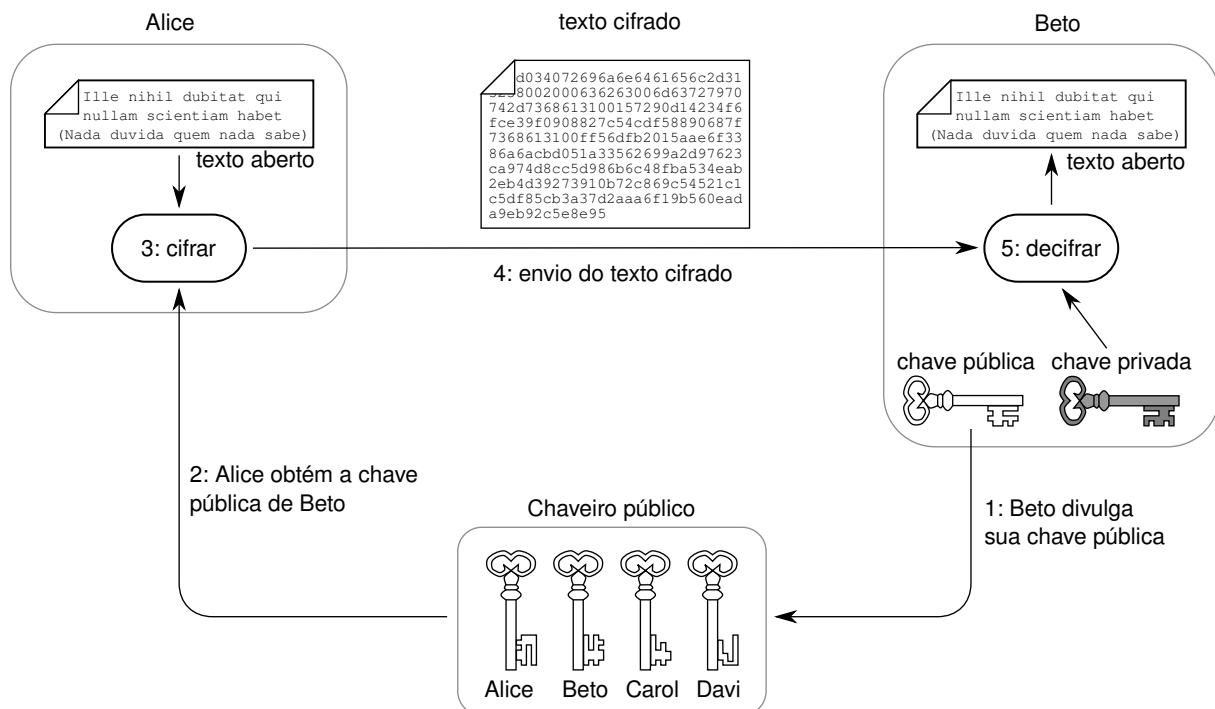 Alice
texto cifrado
Beto
Ille nihil dubitat qui
nullam scientiam habet
(Nada duvida quem nada sabe)
texto aberto
d034072696a6e6461656c2d31
8002000636263006d63727970
742d7368613100157290d14234f6
fce39f0908827c54cdf58890687f
7368613100ff56dfb2015aae6f33
86a6acbd051a33562699a2d97623
ca974d8cc5d986b6c48fba534eab
2eb4d39273910b72c869c54521c1
c5df85cb3a37d2aaa6f19b560ead
a9eb92c5e8e95
Ille nihil dubitat qui
nullam scientiam habet
(Nada duvida quem nada sabe)
texto aberto
3: cifrar
4: envio do texto cifrado
5: decifrar
chave pública
chave privada
2: Alice obtém a chave
pública de Beto
Chaveiro público
1: Beto divulga
sua chave pública
Alice
Beto
Carol
Davi